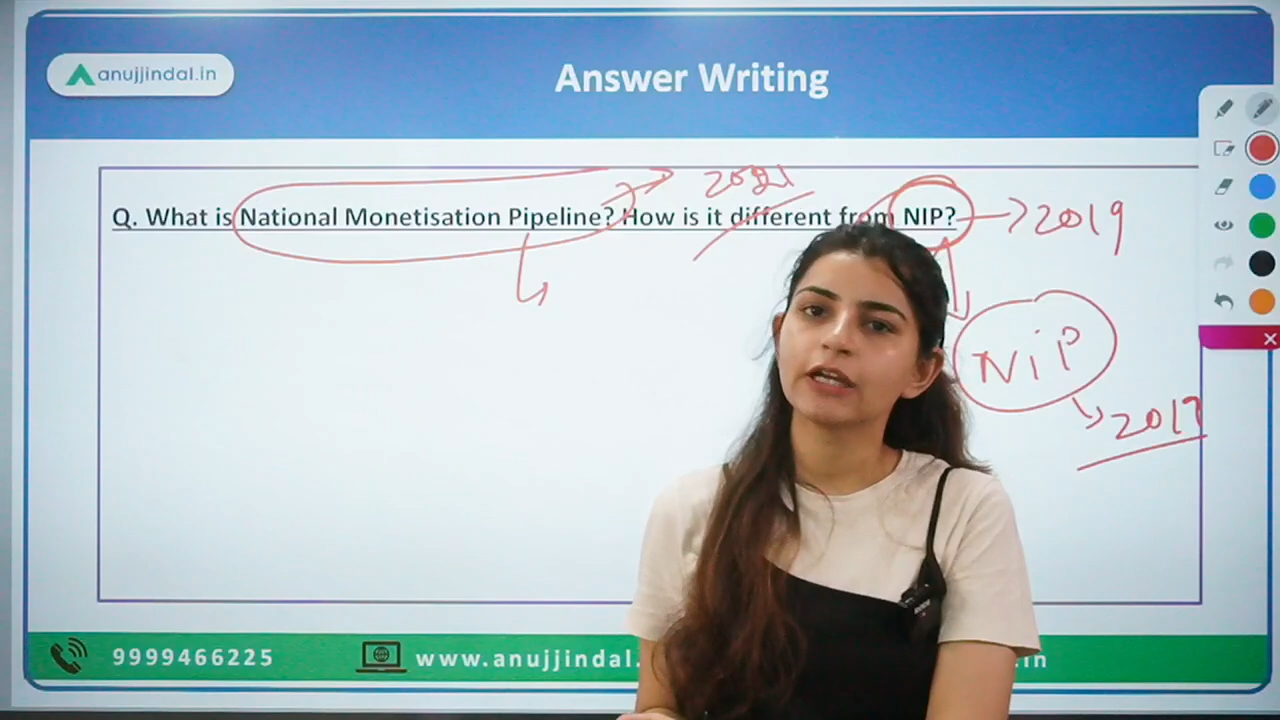 anujjindal.in
Answer Writing
2021
Q. What is National Monetisation Pipeline? How is it different from NIP?
2019
NiP
9999466225
www.anujjindal.
n